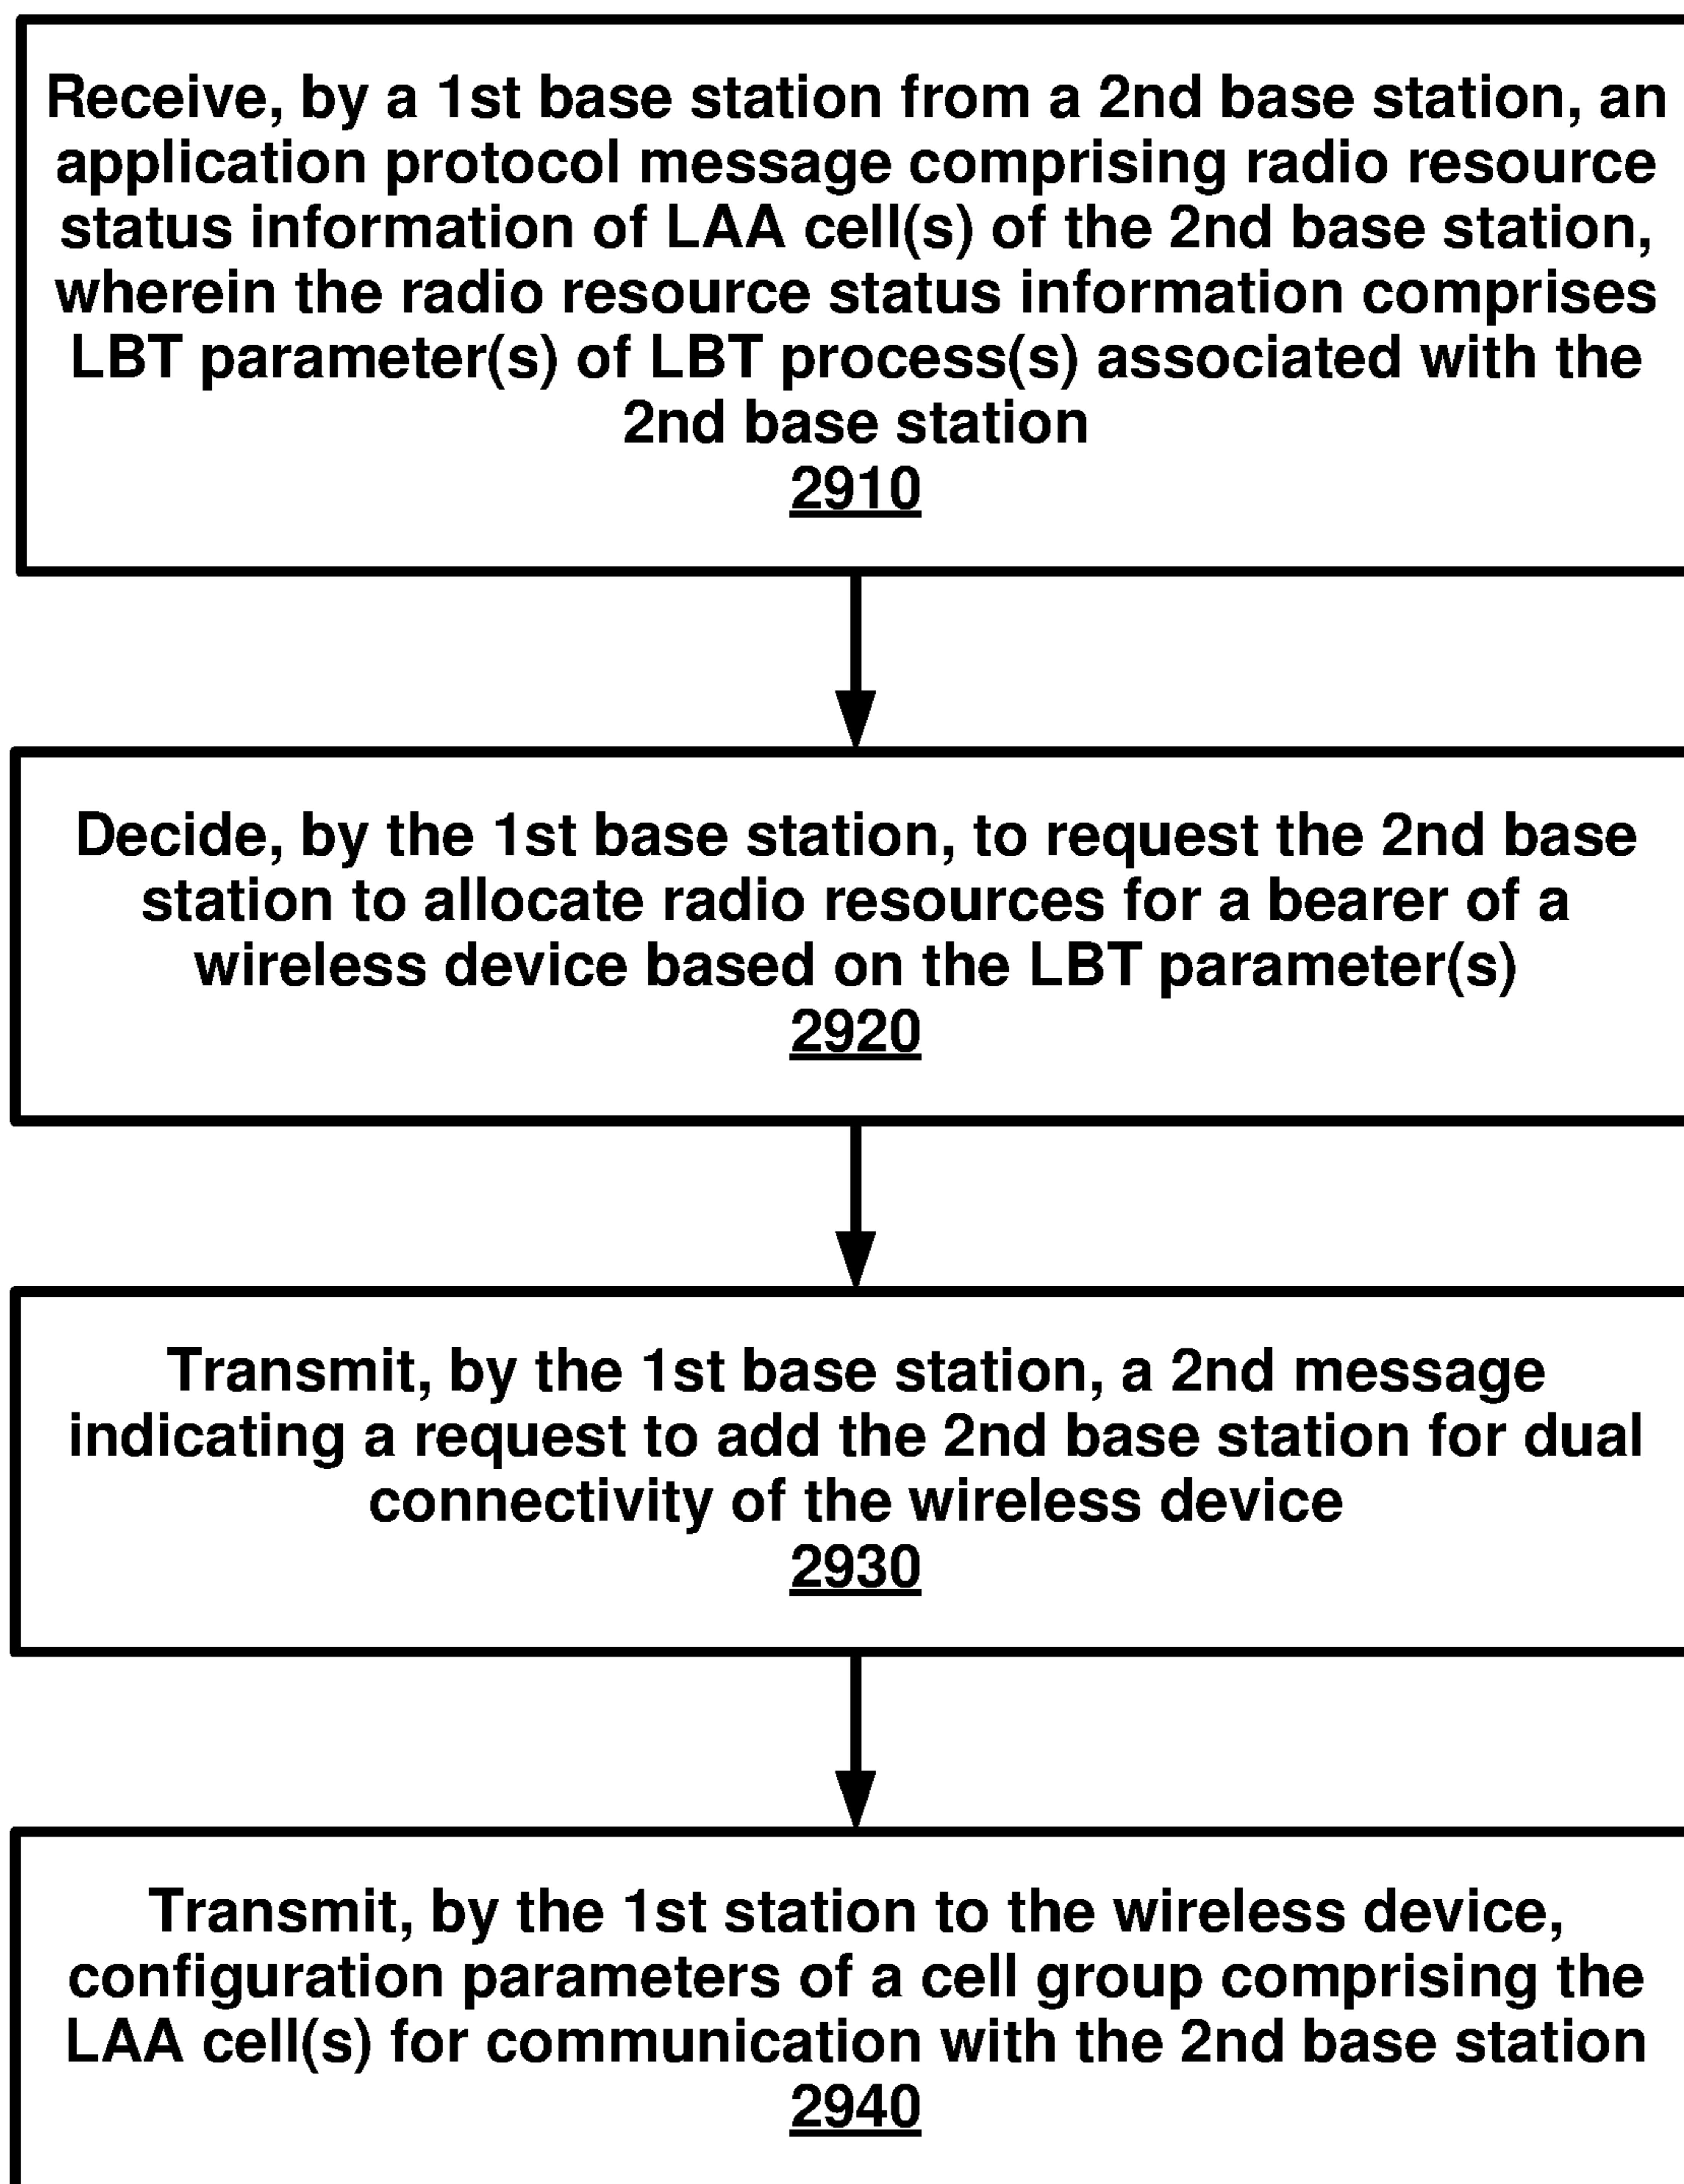 Receive, by a 1st base station from a 2nd base station, an
application protocol message comprising radio resource
status information of LAA cell(s) of the 2nd base station,
wherein the radio resource status information comprises
LBT parameter(s) of LBT process(s) associated with the
2nd base station
2910
Decide, by the 1st base station, to request the 2nd base
station to allocate radio resources for a bearer of a
wireless device based on the LBT parameter(s)
2920
Transmit, by the 1st base station, a 2nd message
indicating a request to add the 2nd base station for dual
connectivity of the wireless device
2930
Transmit, by the 1st station to the wireless device,
configuration parameters of a cell group comprising the
LAA cell(s) for communication with the 2nd base station
2940